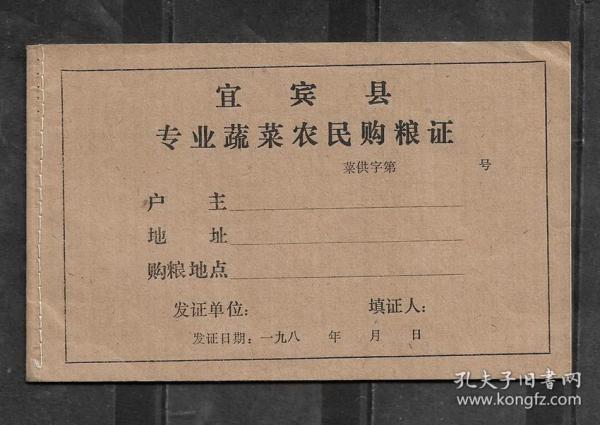 宜宾县
专业蔬菜农民购粮证
菜供字第 号
户 主
地 址
购粮地点
发证单位: 填证人:
发证日期:一九八 年 月 日
孔夫子旧书网
www.kongfz.com